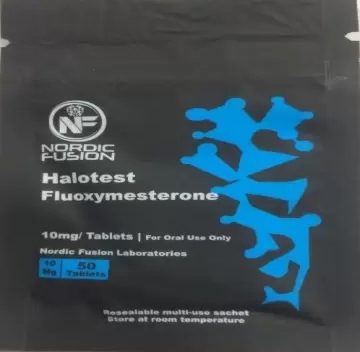 NF
NORDIC
FUSION
Halotest
Fluoxymesterone
10mg/ Tablets | For Oral Use Only
Nordic Fusion Laboratories
10 Mg 50 Tablets
Resealable multi-use sachet
Store at room temperature